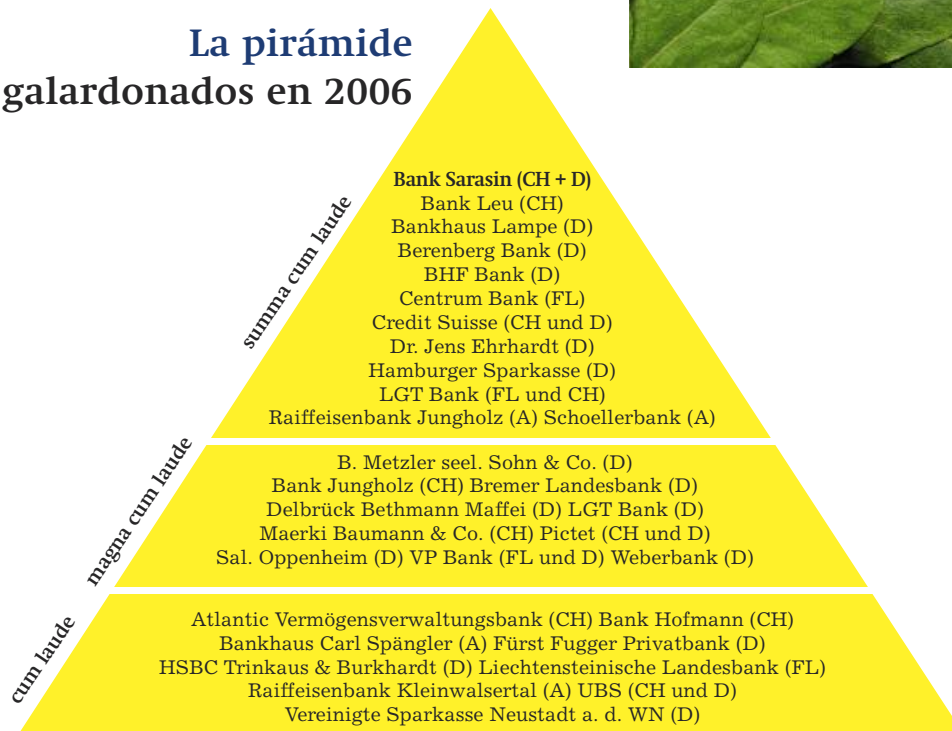 La pirámide
galardonados en 2006
summa cum laude
Bank Sarasin (CH + D)
Bank Leu (CH)
Bankhaus Lampe (D)
Berenberg Bank (D)
BHF Bank (D)
Centrum Bank (FL)
Credit Suisse (CH und D)
Dr. Jens Ehrhardt (D)
Hamburger Sparkasse (D)
LGT Bank (FL und CH)
Raiffeisenbank Jungholz (A) Schoellerbank (A)
magna cum laude
B. Metzler seel. Sohn & Co. (D)
Bank Jungholz (CH) Bremer Landesbank (D)
Delbrück Bethmann Maffei (D) LGT Bank (D)
Maerki Baumann & Co. (CH) Pictet (CH und D)
Sal. Oppenheim (D) VP Bank (FL und D) Weberbank (D)
cum laude
Atlantic Vermögensverwaltungsbank (CH) Bank Hofmann (CH)
Bankhaus Carl Spängler (A) Fürst Fugger Privatbank (D)
HSBC Trinkaus & Burkhardt (D) Liechtensteinische Landesbank (FL)
Raiffeisenbank Kleinwalsertal (A) UBS (CH und D)
Vereinigte Sparkasse Neustadt a. d. WN (D)